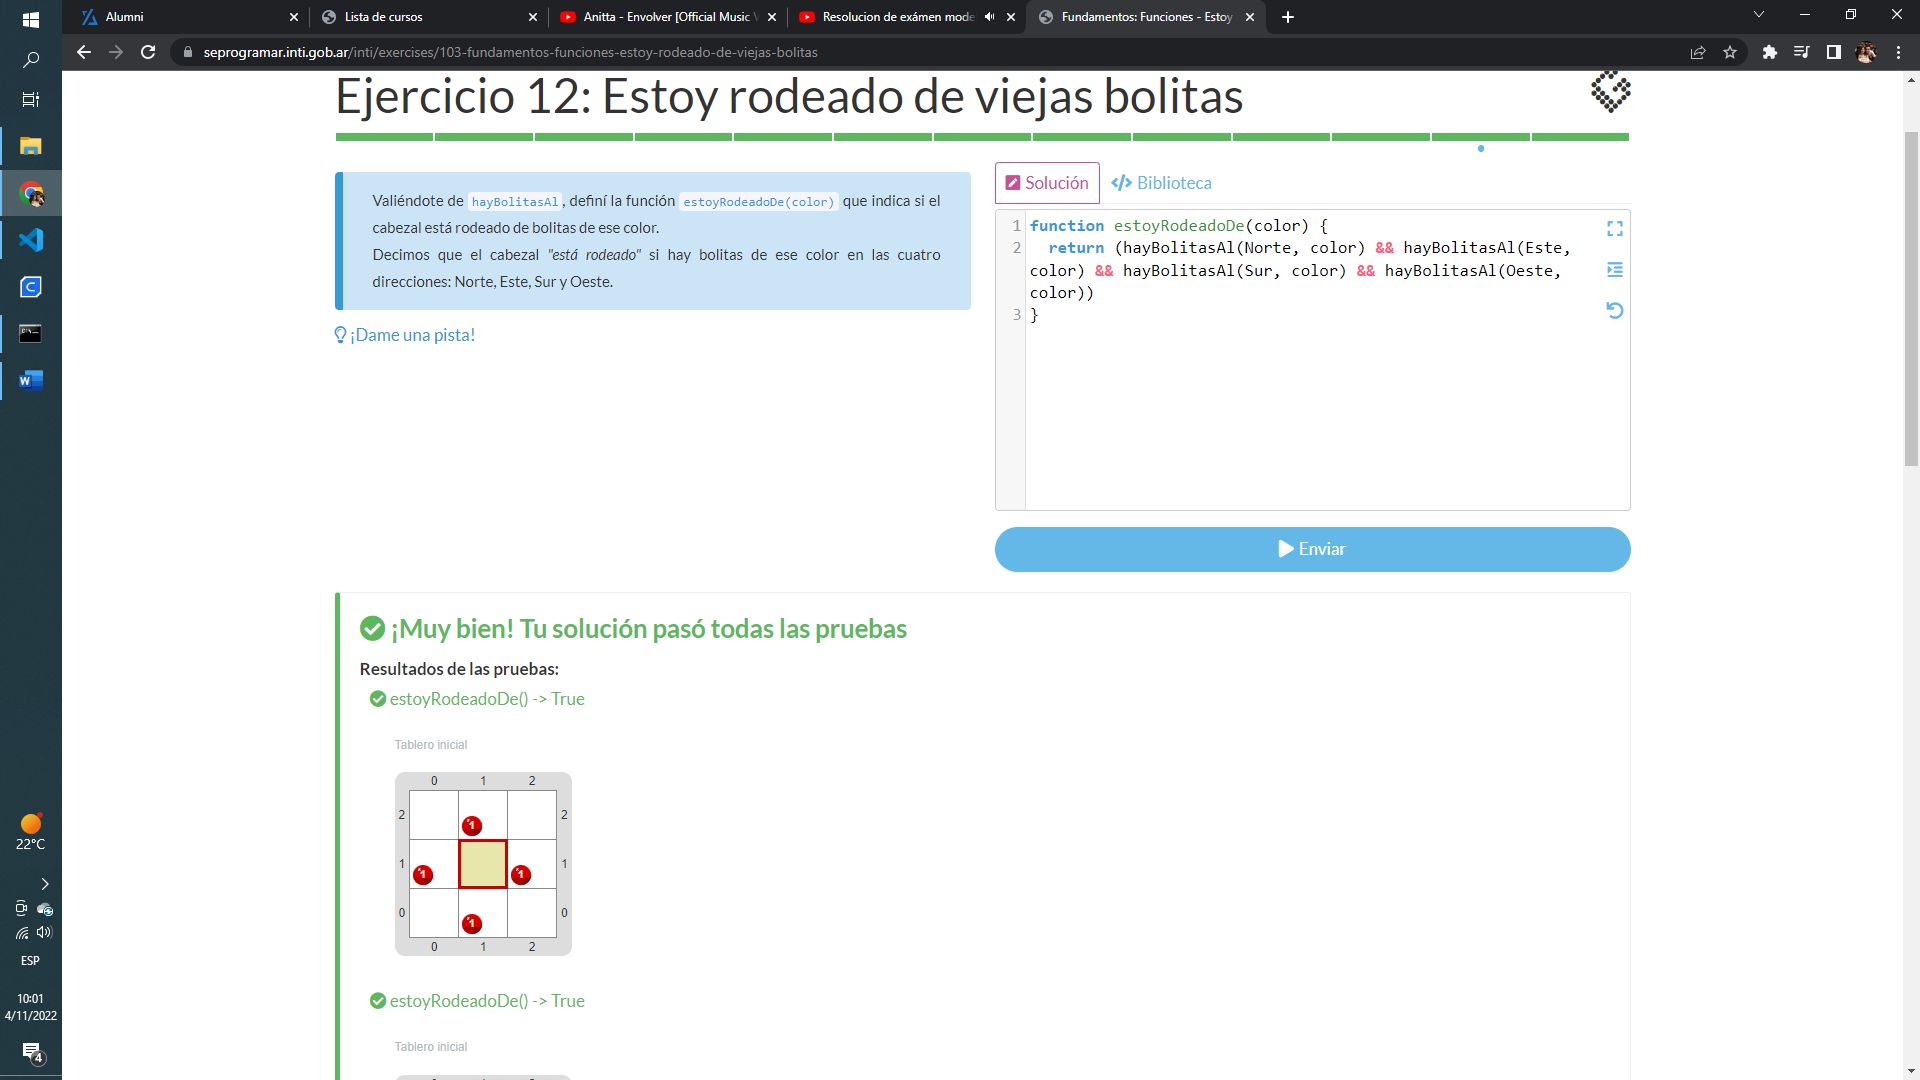 Alumni
Lista de cursos
Anitta - Envolver [Official Music V
Resolucion de exámen mode
Fundamentos: Funciones - Estoy
seprogramar.inti.gob.ar/inti/exercises/103-fundamentos-funciones-estoy-rodeado-de-viejas-bolitas
Ejercicio 12: Estoy rodeado de viejas bolitas
Valiéndote de hayBolitasAl, definí la función estoyRodeadoDe(color) que indica si el
cabezal está rodeado de bolitas de ese color.
Decimos que el cabezal "está rodeado" si hay bolitas de ese color en las cuatro
direcciones: Norte, Este, Sur y Oeste.
¡Dame una pista!
Solución
</> Biblioteca
1 function estoyRodeadoDe(color) {
2 return (hayBolitasAl(Norte, color) && hayBolitasAl(Este,
color) && hayBolitasAl(Sur, color) && hayBolitasAl(Oeste,
color))
3 }
Enviar
¡Muy bien! Tu solución pasó todas las pruebas
Resultados de las pruebas:
estoyRodeadoDe() -> True
Tablero inicial
0 1 2
2 1 2
1 1 1 1
0 1 0
0 1 2
estoyRodeadoDe() -> True
Tablero inicial
22°C
ESP
10:01
4/11/2022
4